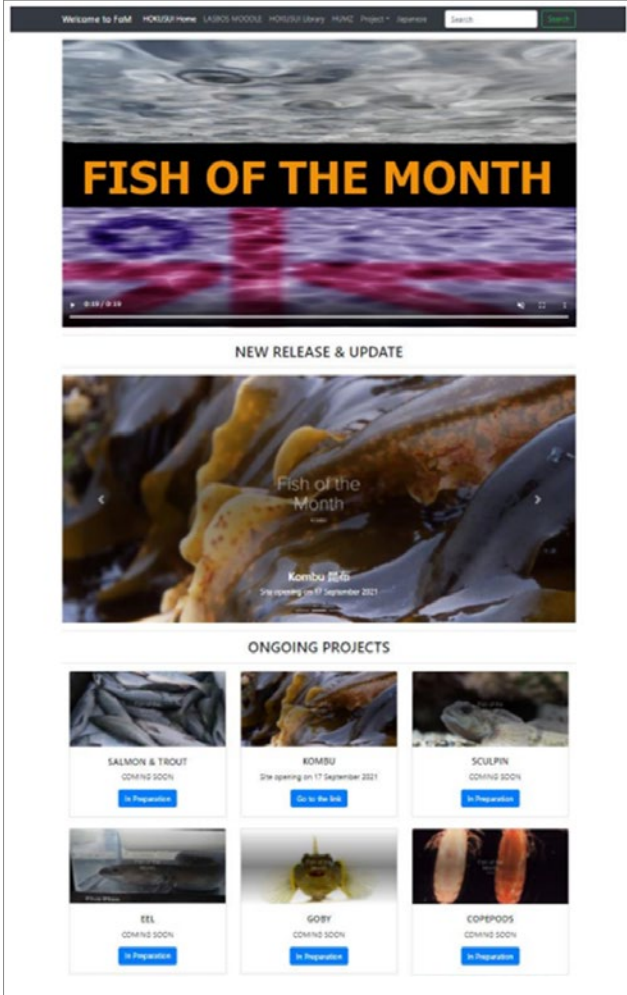 Welcome to FaM HOKUSUI Home LASBOS MOODLE HOKUSUI Library HUMZ Project Japanese Search Search
FISH OF THE MONTH
0:19 / 0:19
NEW RELEASE & UPDATE
Fish of the
Month
Kombu 昆布
Site opening on 17 September 2021
ONGOING PROJECTS
SALMON & TROUT
COMING SOON
In Preparation
KOMBU
Site opening on 17 September 2021
Go to the link
SCULPIN
COMING SOON
In Preparation
EEL
COMING SOON
In Preparation
GOBY
COMING SOON
In Preparation
COPEPODS
COMING SOON
In Preparation